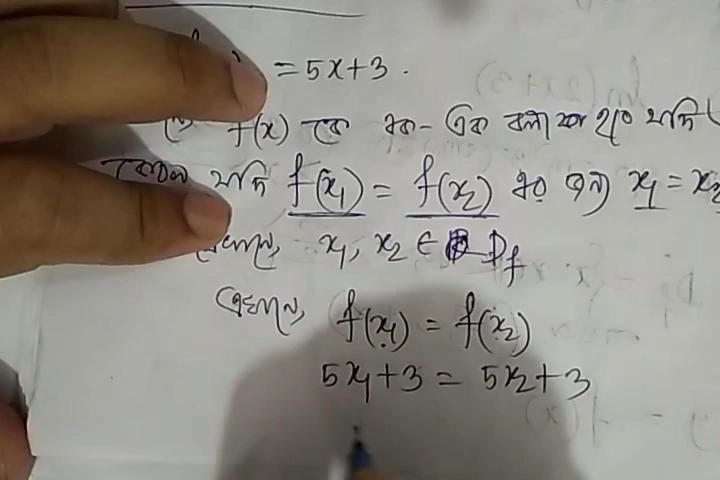 = 5x+3.
f(x) কে এক-এক বলা হবে যদি
কেবল যদি f(x₁) = f(x₂) হয় x₁ = x₂
যেখানে, x₁, x₂ ∈ D_f
এখানে, f(x₁) = f(x₂)
5x₁+3 = 5x₂+3